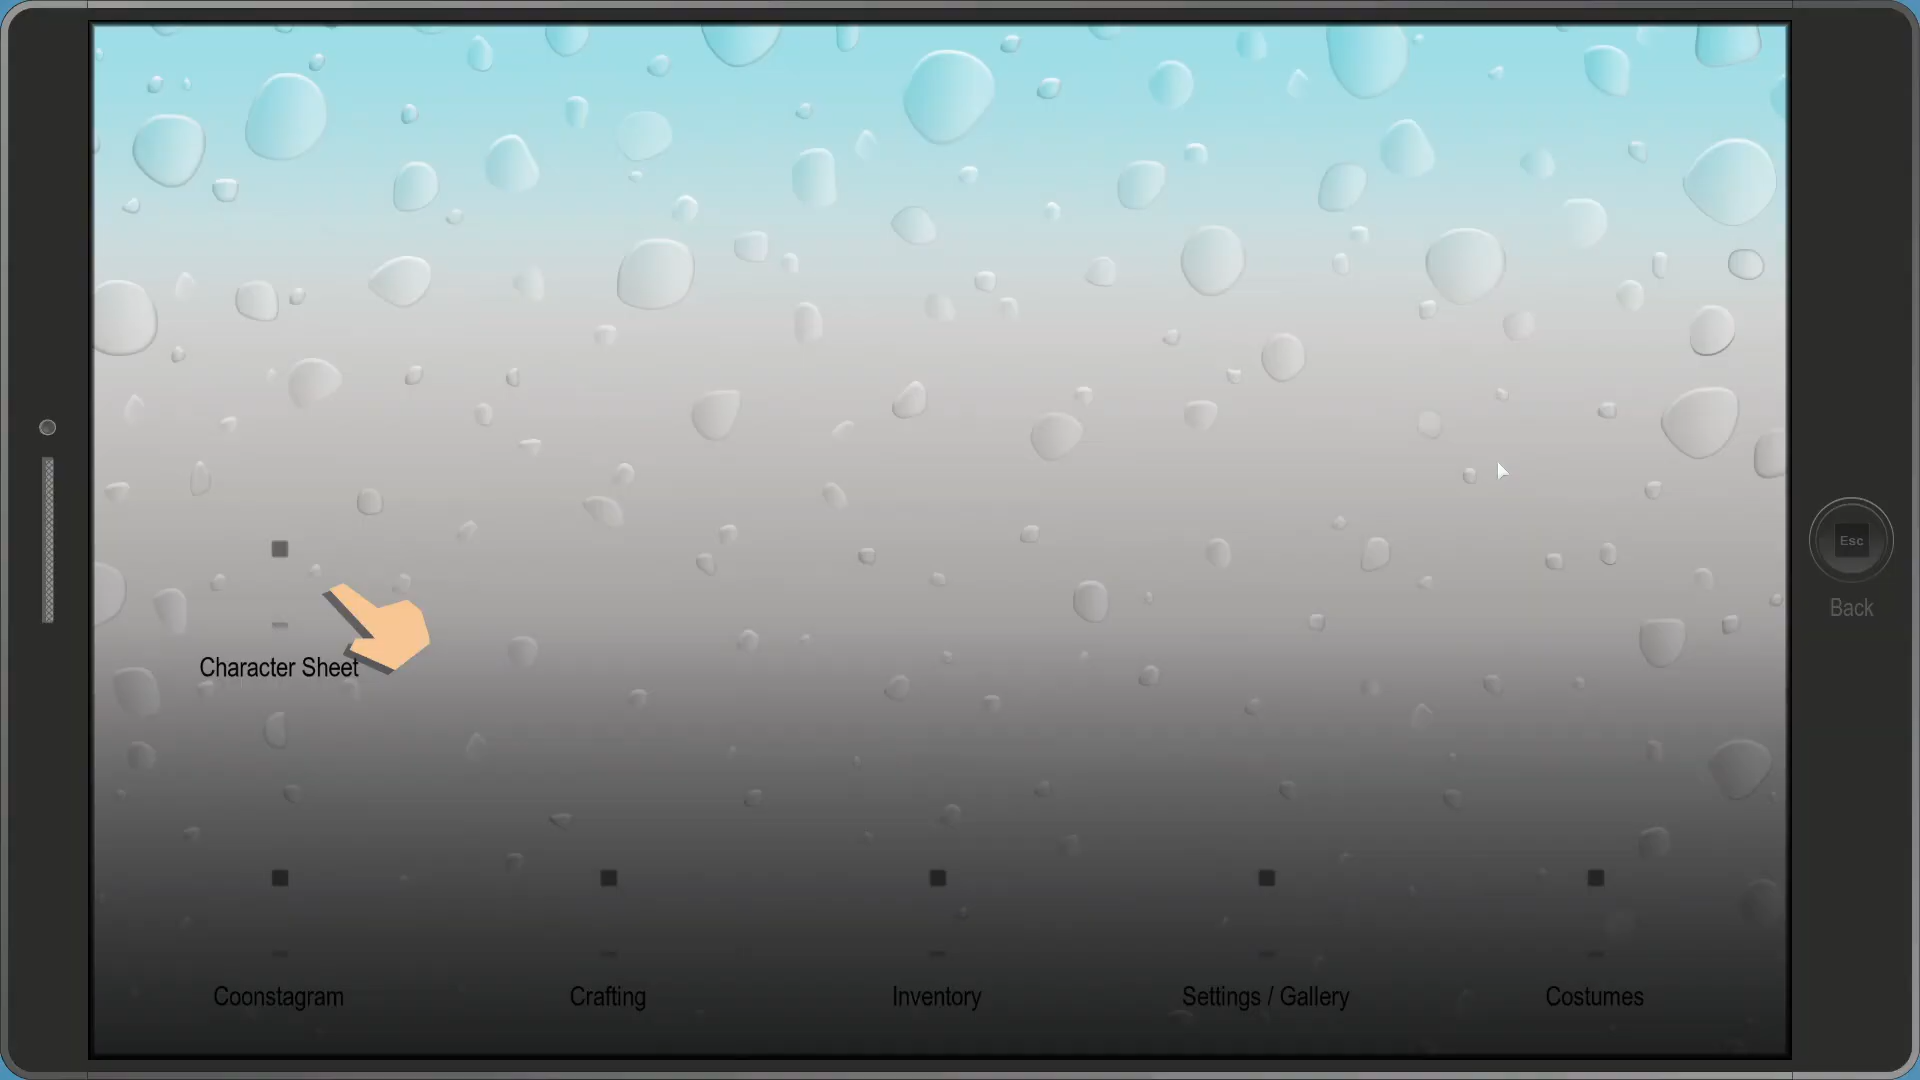 Esc
Back
Character Sheet
Coonstagram
Crafting
Inventory
Settings / Gallery
Costumes